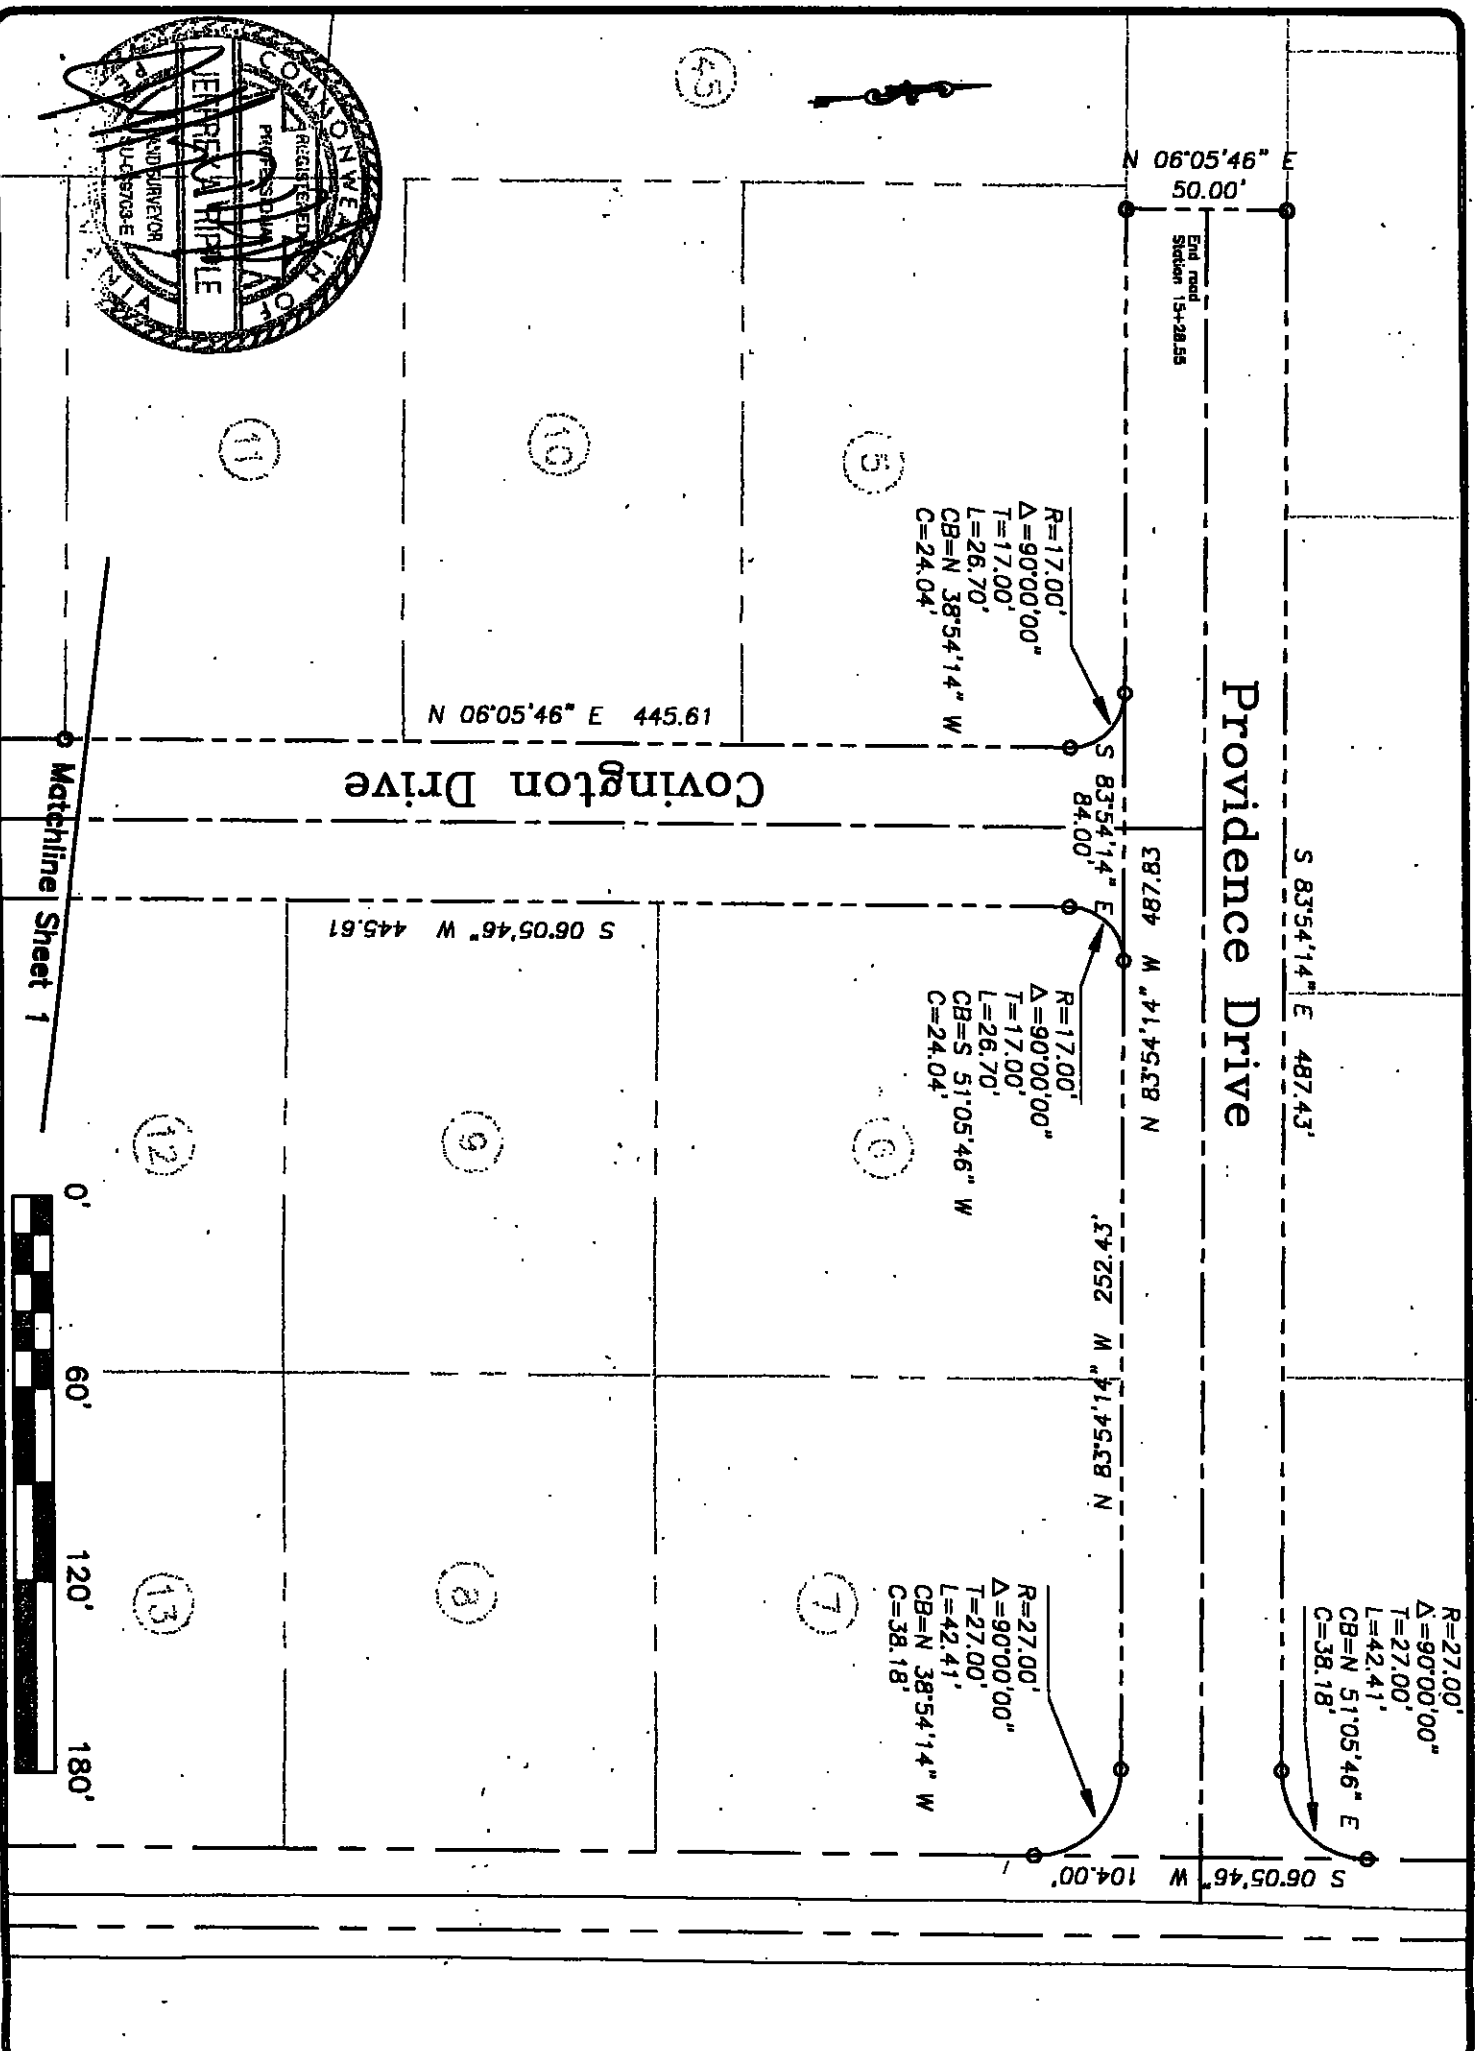 R=27.00'
Δ=90°00'00"
T=27.00'
L=42.41'
CB=N 51°05'46" E
C=38.18'
S 83°54'14" E 487.43'
Providence Drive
N 06°05'46" E
50.00'
End road
Station 15+28.55
N 83°54'14" W 487.83
S 83°54'14" E
84.00'
N 83°54'14" W 252.43'
S 06°05'46" W 104.00'
R=17.00'
Δ=90°00'00"
T=17.00'
L=26.70'
CB=N 38°54'14" W
C=24.04'
R=17.00'
Δ=90°00'00"
T=17.00'
L=26.70'
CB=S 51°05'46" W
C=24.04'
R=27.00'
Δ=90°00'00"
T=27.00'
L=42.41'
CB=N 38°54'14" W
C=38.18'
45
5
6
7
10
9
8
11
12
13
N 06°05'46" E 445.61
Covington Drive
S 06°05'46" W 445.61
COMMONWEALTH OF
REGISTERED
PROFESSIONAL
JEFFREY A RIPPLE
LAND SURVEYOR
Matchline Sheet 1
0' 60' 120' 180'